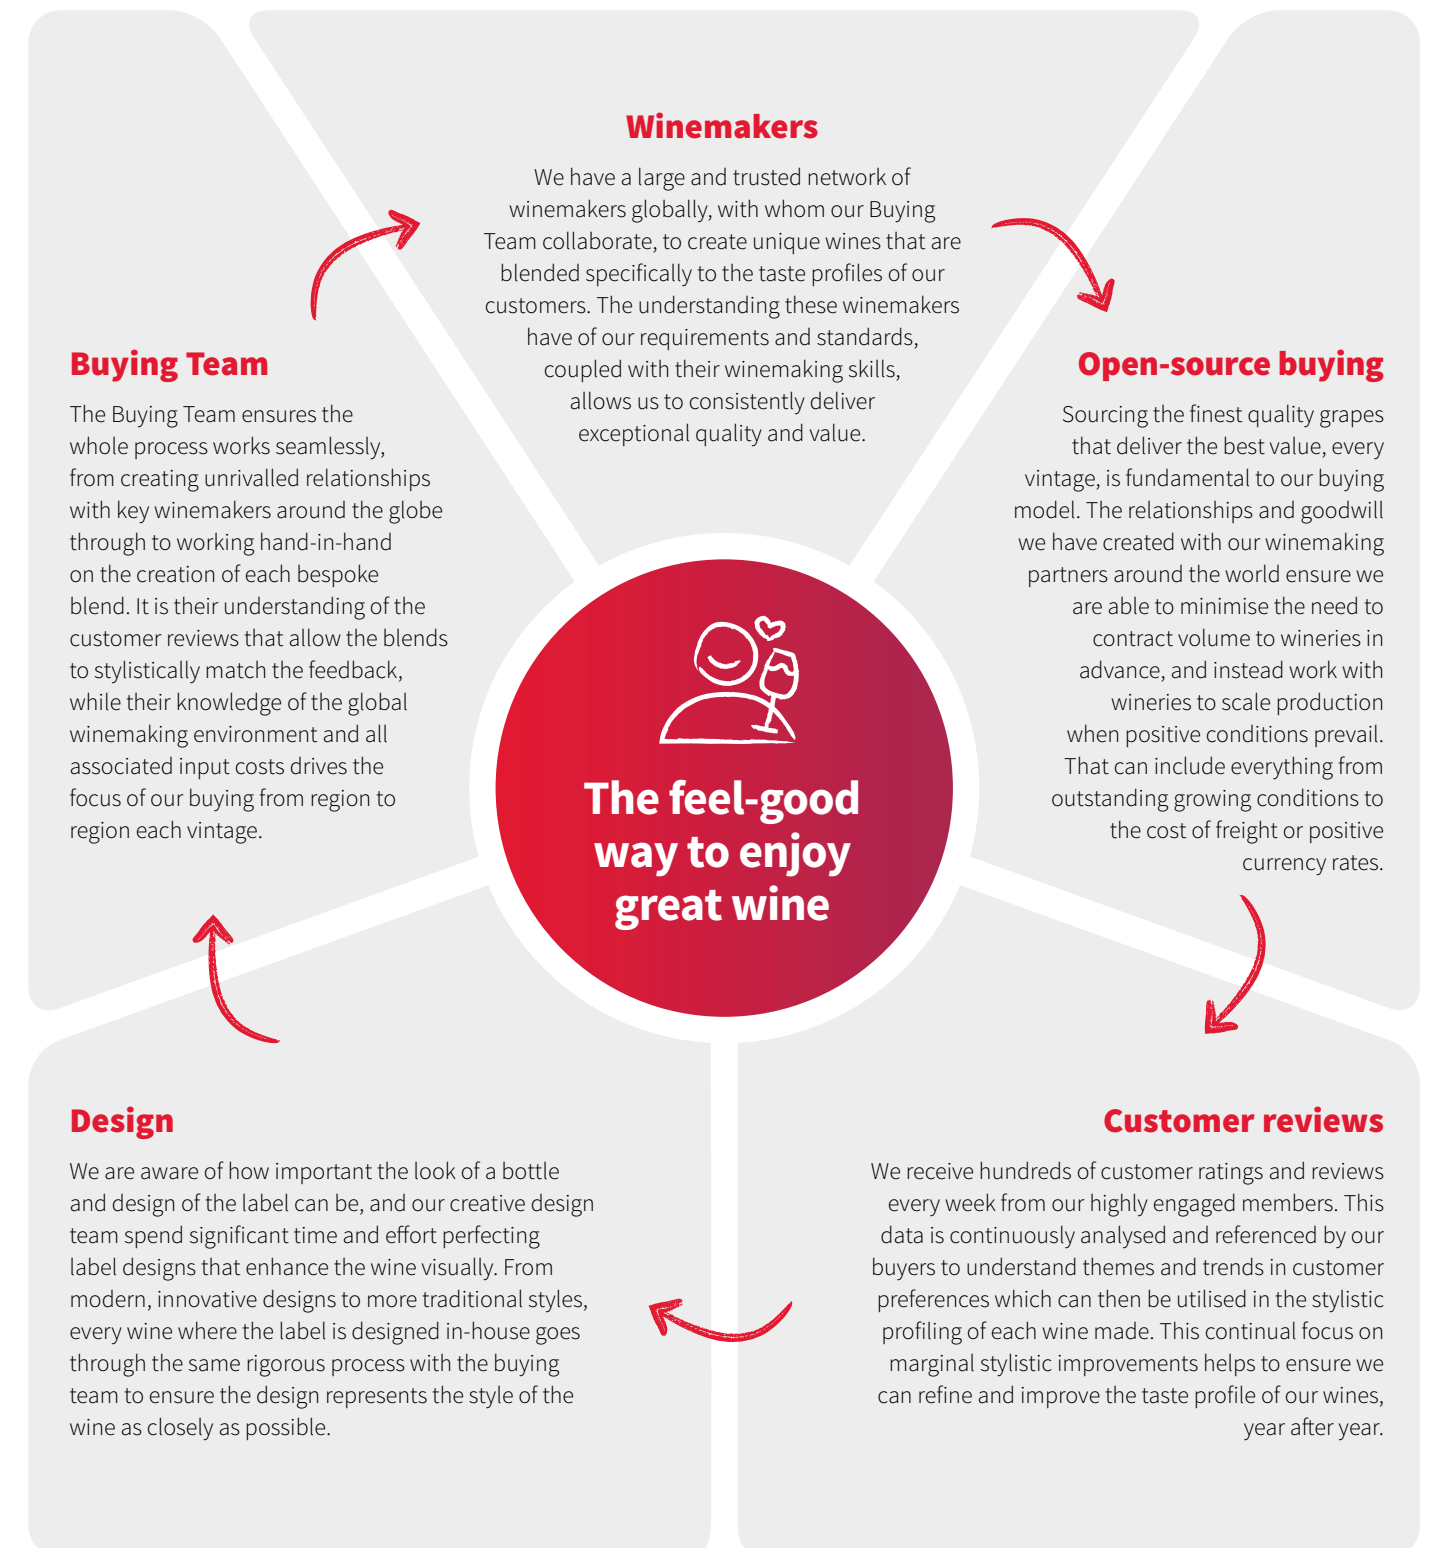 Winemakers
We have a large and trusted network of
winemakers globally, with whom our Buying
Team collaborate, to create unique wines that are
blended specifically to the taste profiles of our
customers. The understanding these winemakers
have of our requirements and standards,
coupled with their winemaking skills,
allows us to consistently deliver
exceptional quality and value.
Open-source buying
Sourcing the finest quality grapes
that deliver the best value, every
vintage, is fundamental to our buying
model. The relationships and goodwill
we have created with our winemaking
partners around the world ensure we
are able to minimise the need to
contract volume to wineries in
advance, and instead work with
wineries to scale production
when positive conditions prevail.
That can include everything from
outstanding growing conditions to
the cost of freight or positive
currency rates.
Customer reviews
We receive hundreds of customer ratings and reviews
every week from our highly engaged members. This
data is continuously analysed and referenced by our
buyers to understand themes and trends in customer
preferences which can then be utilised in the stylistic
profiling of each wine made. This continual focus on
marginal stylistic improvements helps to ensure we
can refine and improve the taste profile of our wines,
year after year.
Design
We are aware of how important the look of a bottle
and design of the label can be, and our creative design
team spend significant time and effort perfecting
label designs that enhance the wine visually. From
modern, innovative designs to more traditional styles,
every wine where the label is designed in-house goes
through the same rigorous process with the buying
team to ensure the design represents the style of the
wine as closely as possible.
Buying Team
The Buying Team ensures the
whole process works seamlessly,
from creating unrivalled relationships
with key winemakers around the globe
through to working hand-in-hand
on the creation of each bespoke
blend. It is their understanding of the
customer reviews that allow the blends
to stylistically match the feedback,
while their knowledge of the global
winemaking environment and all
associated input costs drives the
focus of our buying from region to
region each vintage.
The feel-good
way to enjoy
great wine